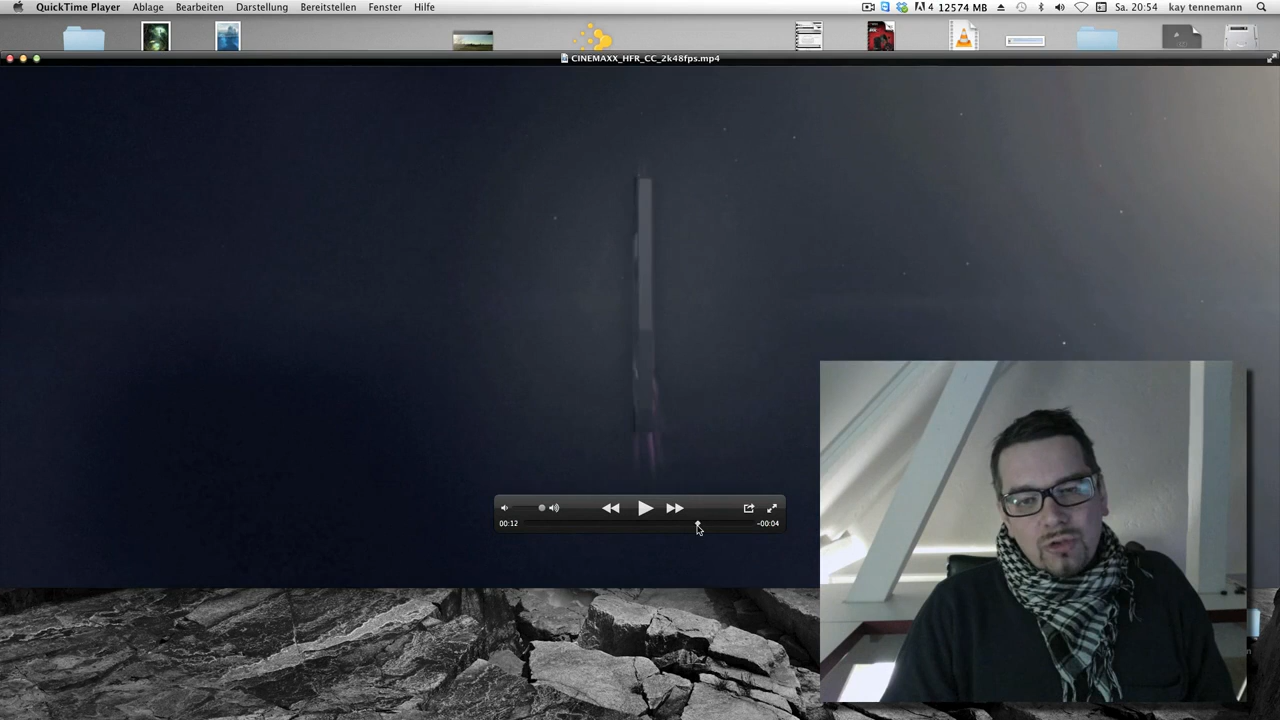 QuickTime Player Ablage Bearbeiten Darstellung Bereitstellen Fenster Hilfe 4 12574 MB Sa. 20:54 kay tennemann
CINEMAXX_HFR_CC_2k48fps.mp4
00:12 -00:04